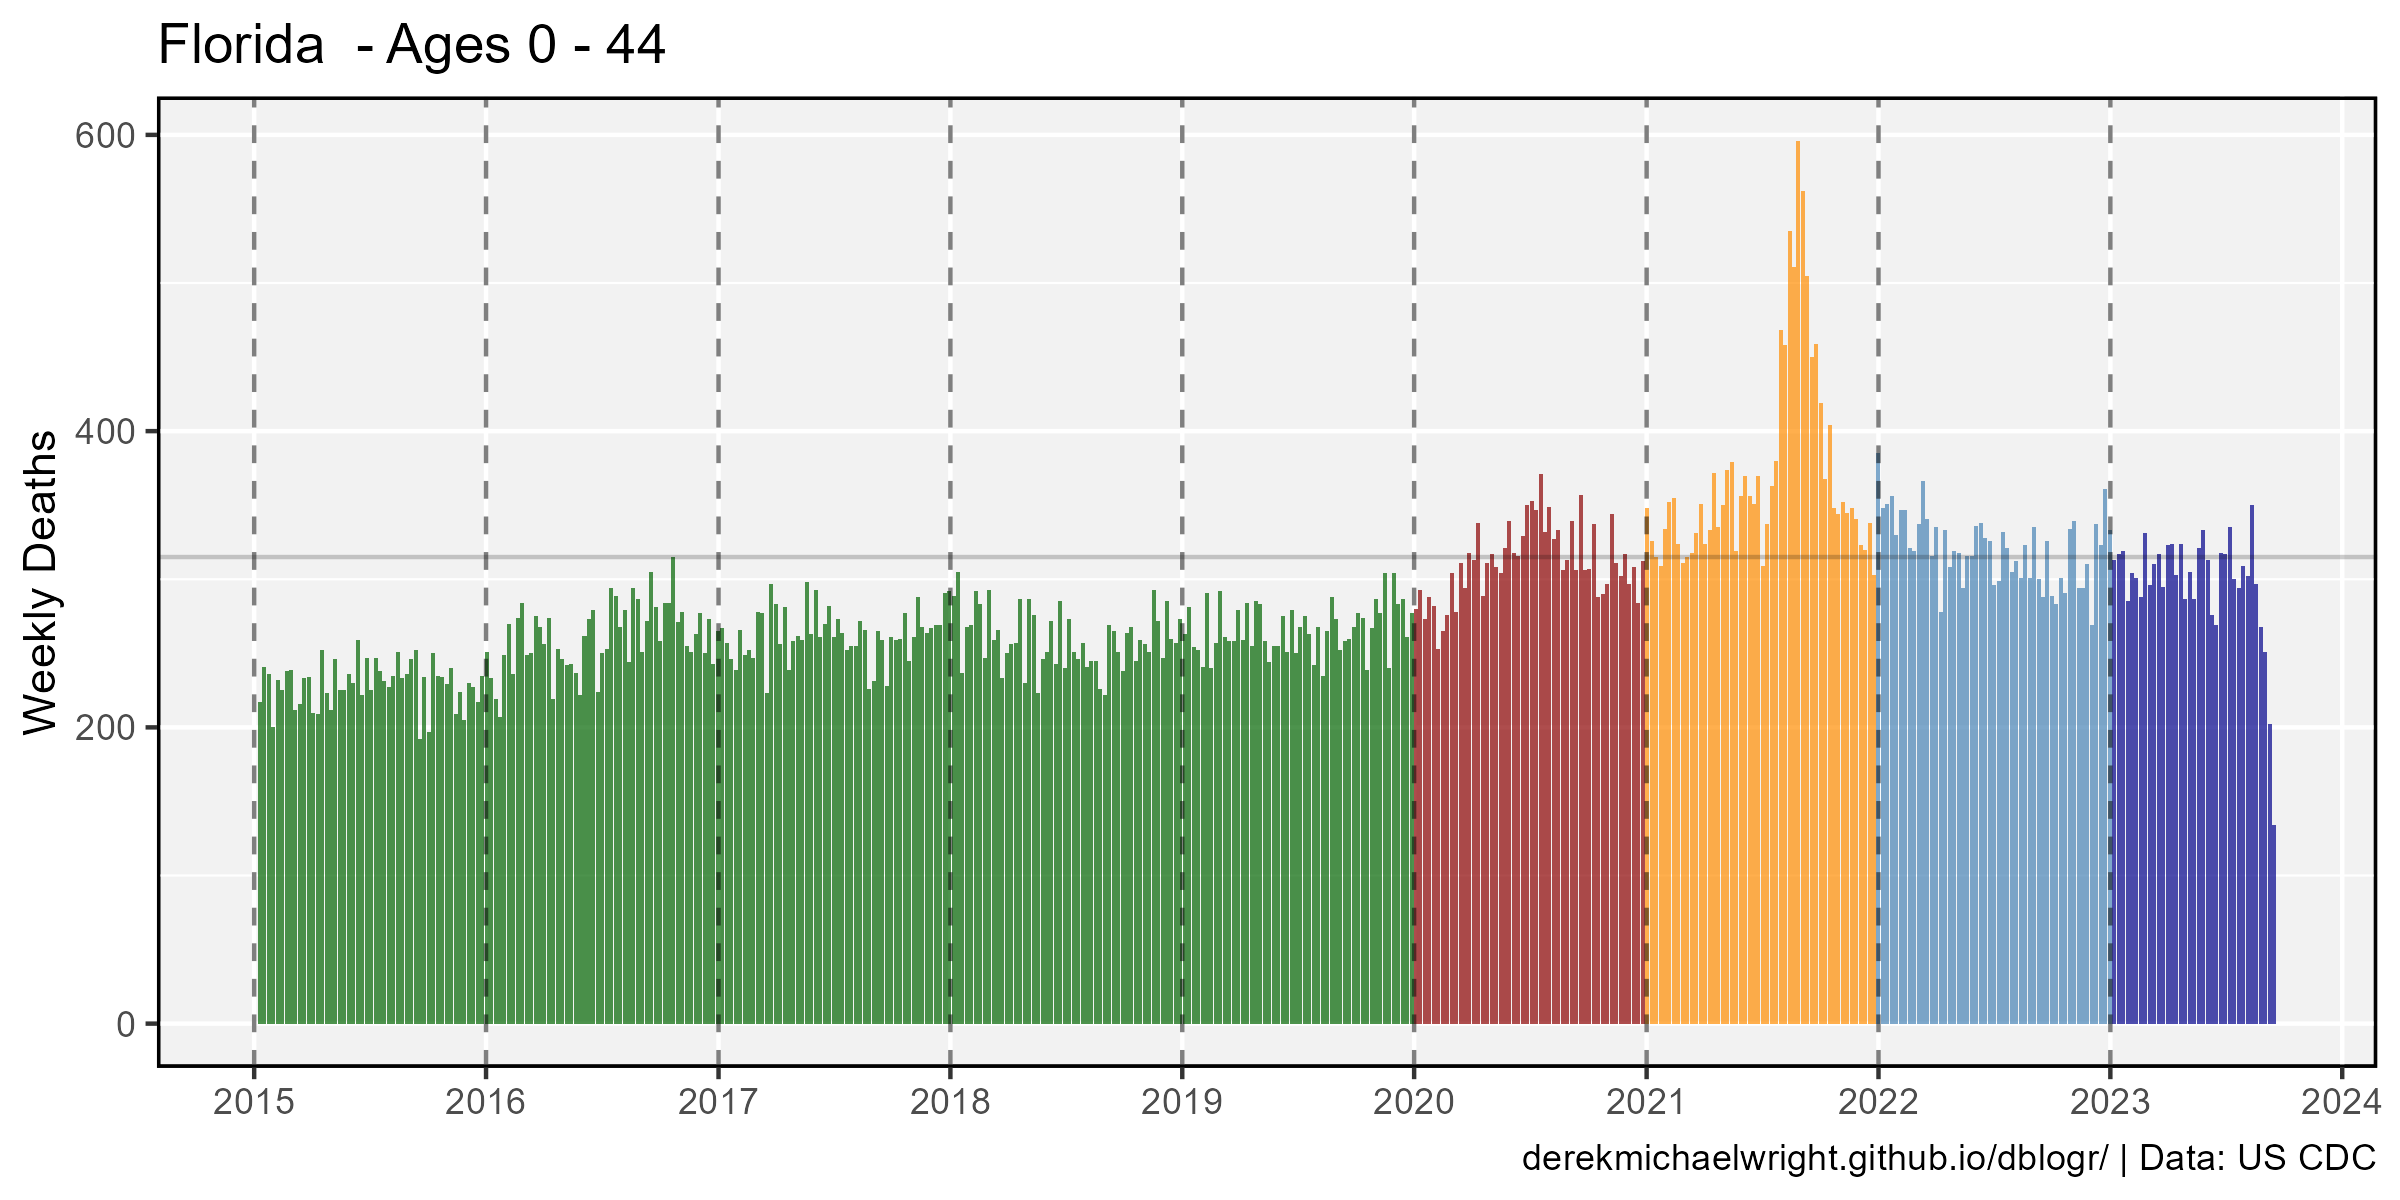 Florida  - Ages 0 - 44
Weekly Deaths
600
400
200
0
2015 2016 2017 2018 2019 2020 2021 2022 2023 2024
derekmichaelwright.github.io/dblogr/ | Data: US CDC